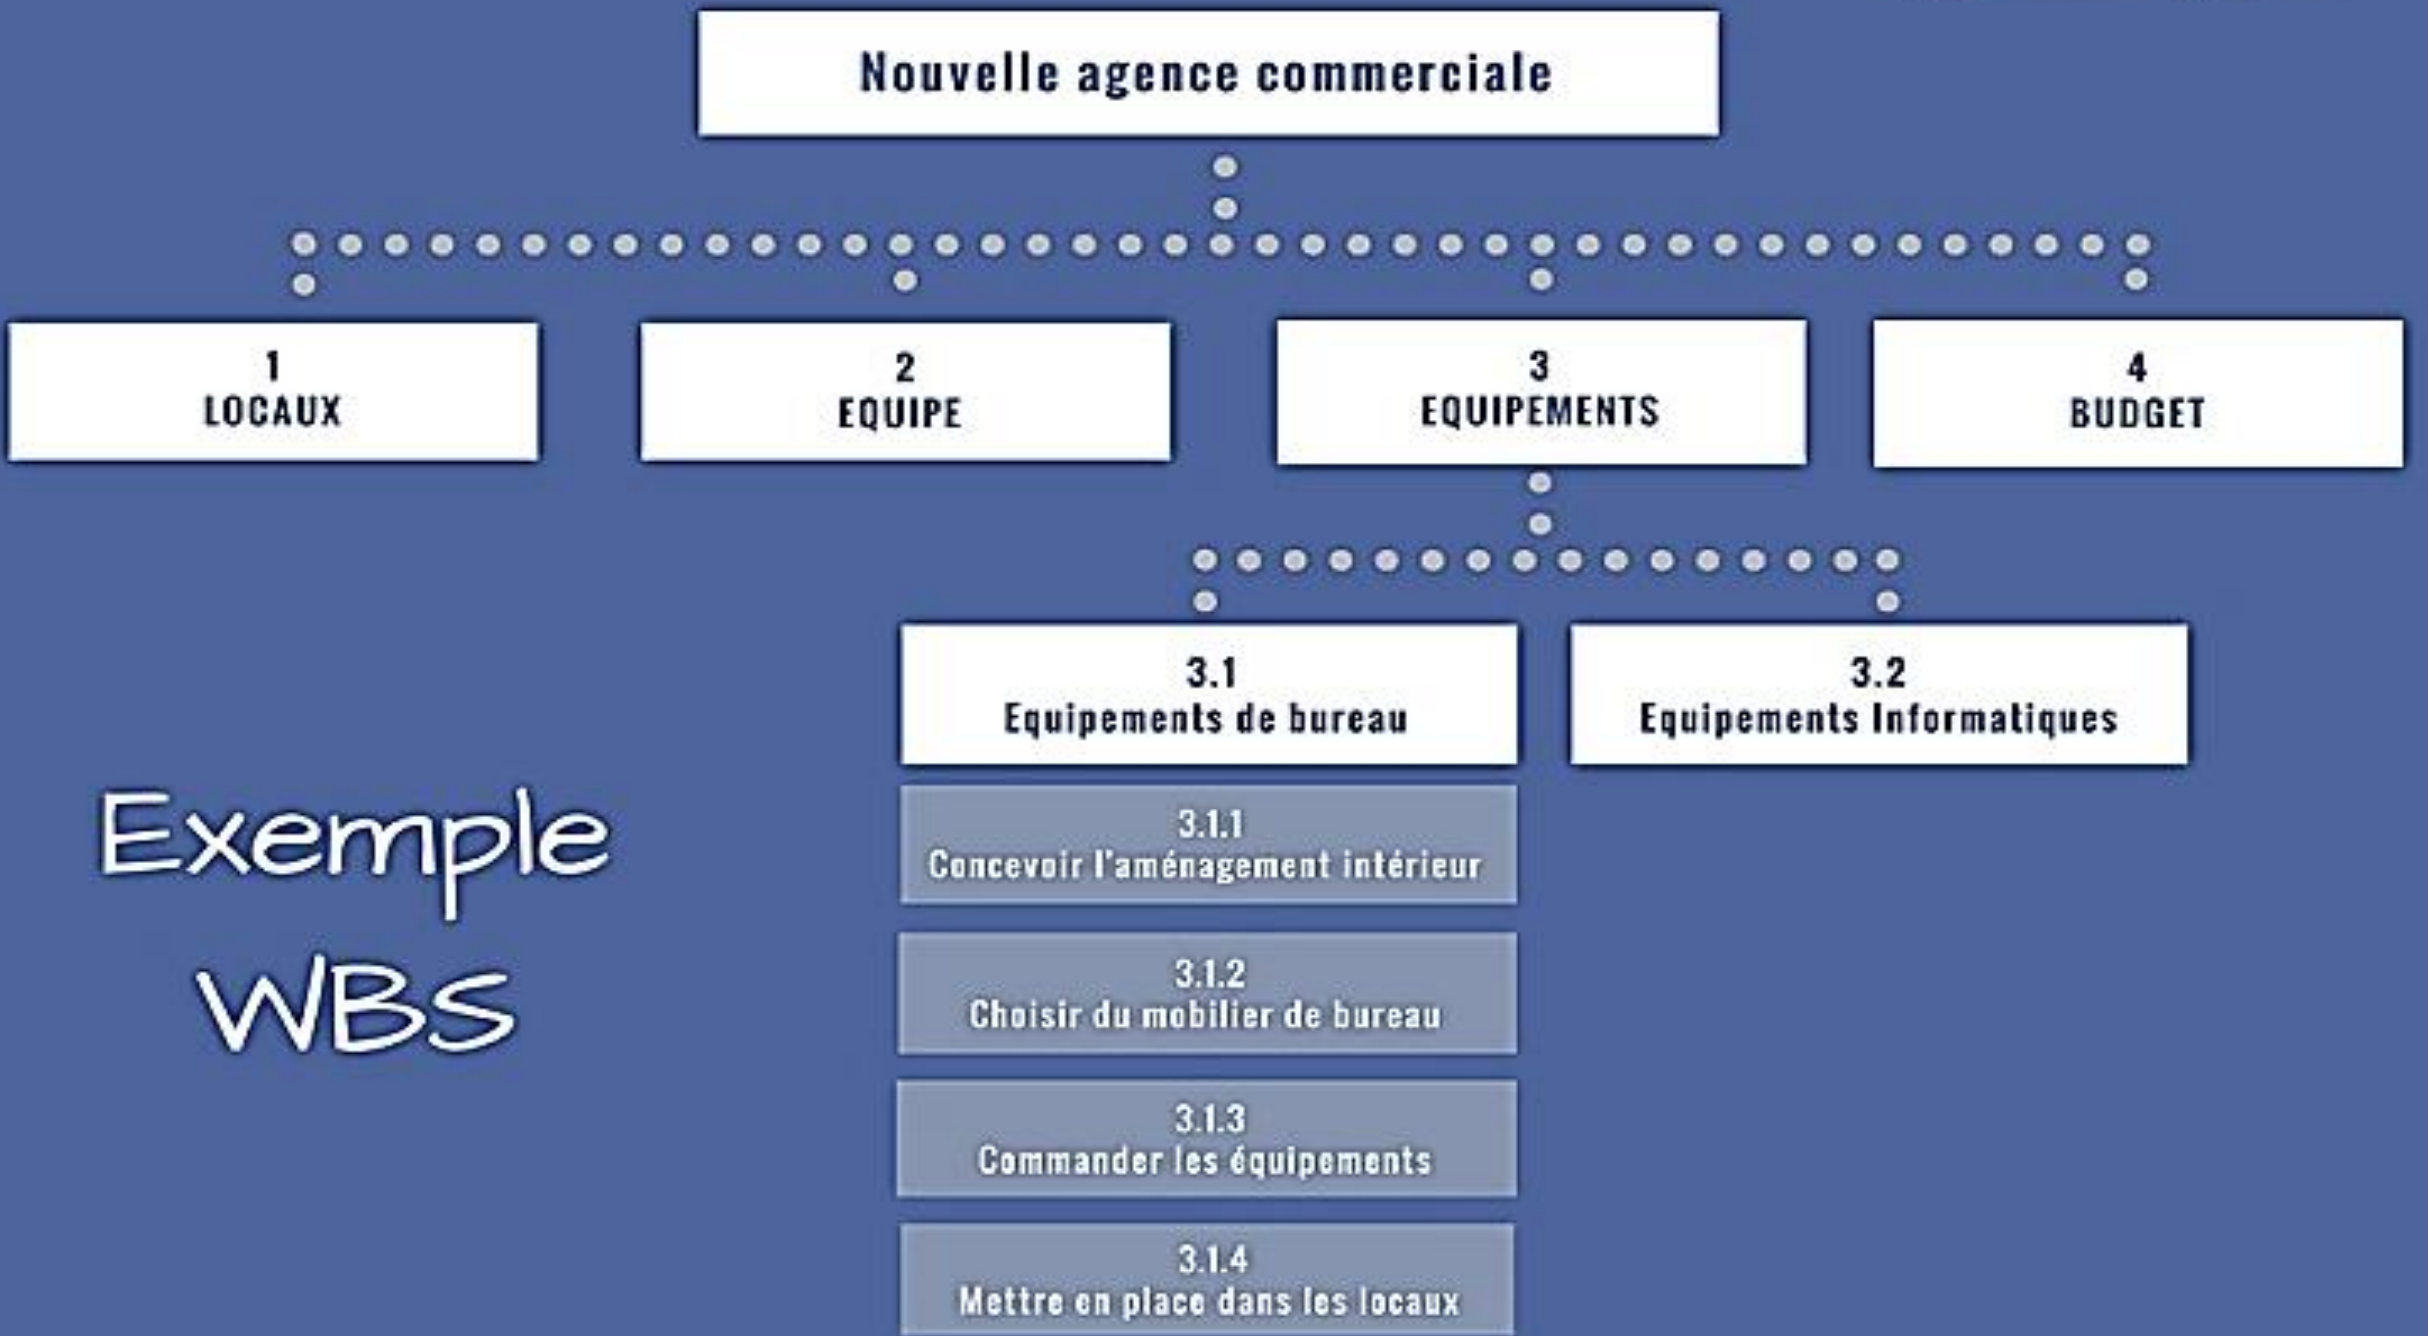 Nouvelle agence commerciale
1
LOCAUX
2
EQUIPE
3
EQUIPEMENTS
4
BUDGET
3.1
Equipements de bureau
3.2
Equipements Informatiques
Exemple
WBS
3.1.1
Concevoir l'aménagement intérieur
3.1.2
Choisir du mobilier de bureau
3.1.3
Commander les équipements
3.1.4
Mettre en place dans les locaux